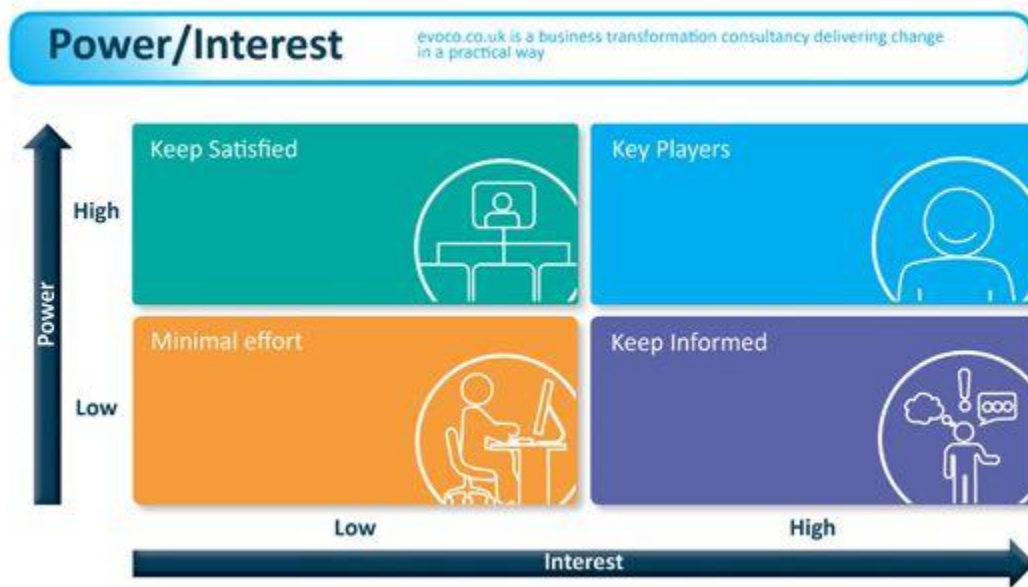 Power/Interest
evoco.co.uk is a business transformation consultancy delivering change
in a practical way
Keep Satisfied
Key Players
High
Power
Minimal effort
Keep Informed
Low
Low
High
Interest